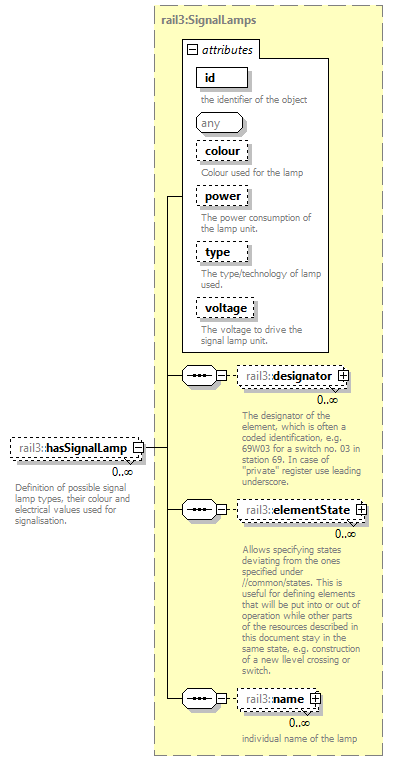 rail3:SignalLamps
attributes
id
the identifier of the object
any
colour
Colour used for the lamp
power
The power consumption of
the lamp unit.
type
The type/technology of lamp
used.
voltage
The voltage to drive the
signal lamp unit.
rail3::designator
0..∞
The designator of the
element, which is often a
coded identification, e.g.
69W03 for a switch no. 03 in
station 69. In case of
"private" register use leading
underscore.
rail3::hasSignalLamp
0..∞
Definition of possible signal
lamp types, their colour and
electrical values used for
signalisation.
rail3::elementState
0..∞
Allows specifying states
deviating from the ones
specified under
//common/states. This is
useful for defining elements
that will be put into or out of
operation while other parts
of the resources described in
this document stay in the
same state, e.g. construction
of a new llevel crossing or
switch.
rail3::name
0..∞
individual name of the lamp